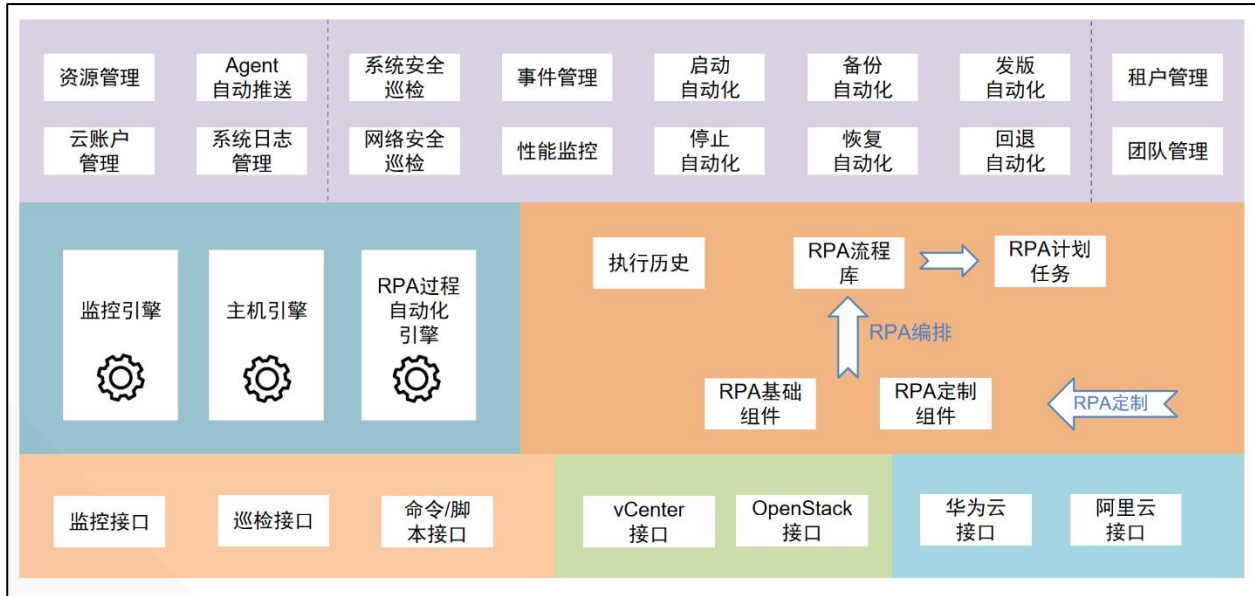 资源管理
Agent
自动推送
系统安全
巡检
事件管理
启动
自动化
备份
自动化
发版
自动化
租户管理
云账户
管理
系统日志
管理
网络安全
巡检
性能监控
停止
自动化
恢复
自动化
回退
自动化
团队管理
监控引擎
主机引擎
RPA过程
自动化
引擎
执行历史
RPA流程
库
RPA计划
任务
RPA编排
RPA基础
组件
RPA定制
组件
RPA定制
监控接口
巡检接口
命令/脚
本接口
vCenter
接口
OpenStack
接口
华为云
接口
阿里云
接口